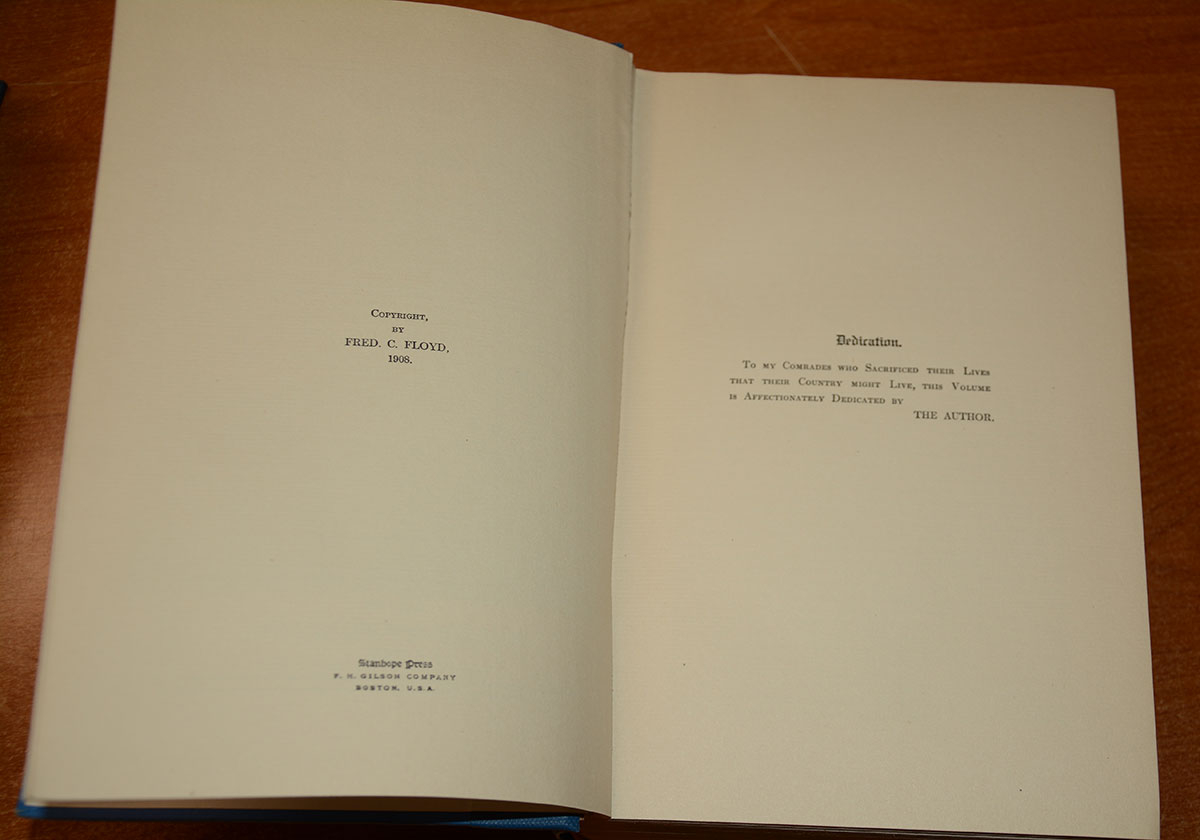 COPYRIGHT,
BY
FRED. C. FLOYD,
1908.
Stanhope Press
F. H. GILSON COMPANY
BOSTON. U.S.A.
Dedication.
TO MY COMRADES WHO SACRIFICED THEIR LIVES
THAT THEIR COUNTRY MIGHT LIVE, THIS VOLUME
IS AFFECTIONATELY DEDICATED BY
THE AUTHOR.